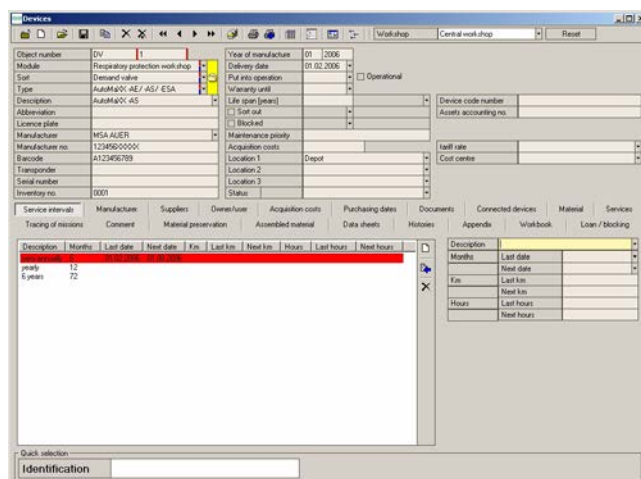 Devices
Workshop Central workshop Reset
Object number DV 1 Year of manufacture 01 2006
Module Respiratory protection workshop Delivery date 01.02.2006
Sort Demand valve Put into operation Operational
Type AutoMaXX-AE/-AS/-ESA Warranty until
Description AutoMaXX-AS Life span [years] Device code number
Abbreviation Sort out Assets accounting no.
Licence plate Blocked
Manufacturer MSA AUER Maintenance priority
Manufacturer no. Acquisition costs tariff rate
Barcode A123456789 Location 1 Depot Cost centre
Transponder Location 2
Serial number Location 3
Inventory no. 0001 Status
Service intervals Manufacturer Suppliers Owner/user Acquisition costs Purchasing dates Documents Connected devices Material Services
Tracing of missions Comment Material preservation Assembled material Data sheets Histories Appendix Workbook Loan / blocking
Description Months Last date Next date Km Last km Next km Hours Last hours Next hours
6 01.02.2006
yearly 12
6 years 72
Description
Months Last date
Next date
Km Last km
Next km
Hours Last hours
Next hours
Quick selection
Identification